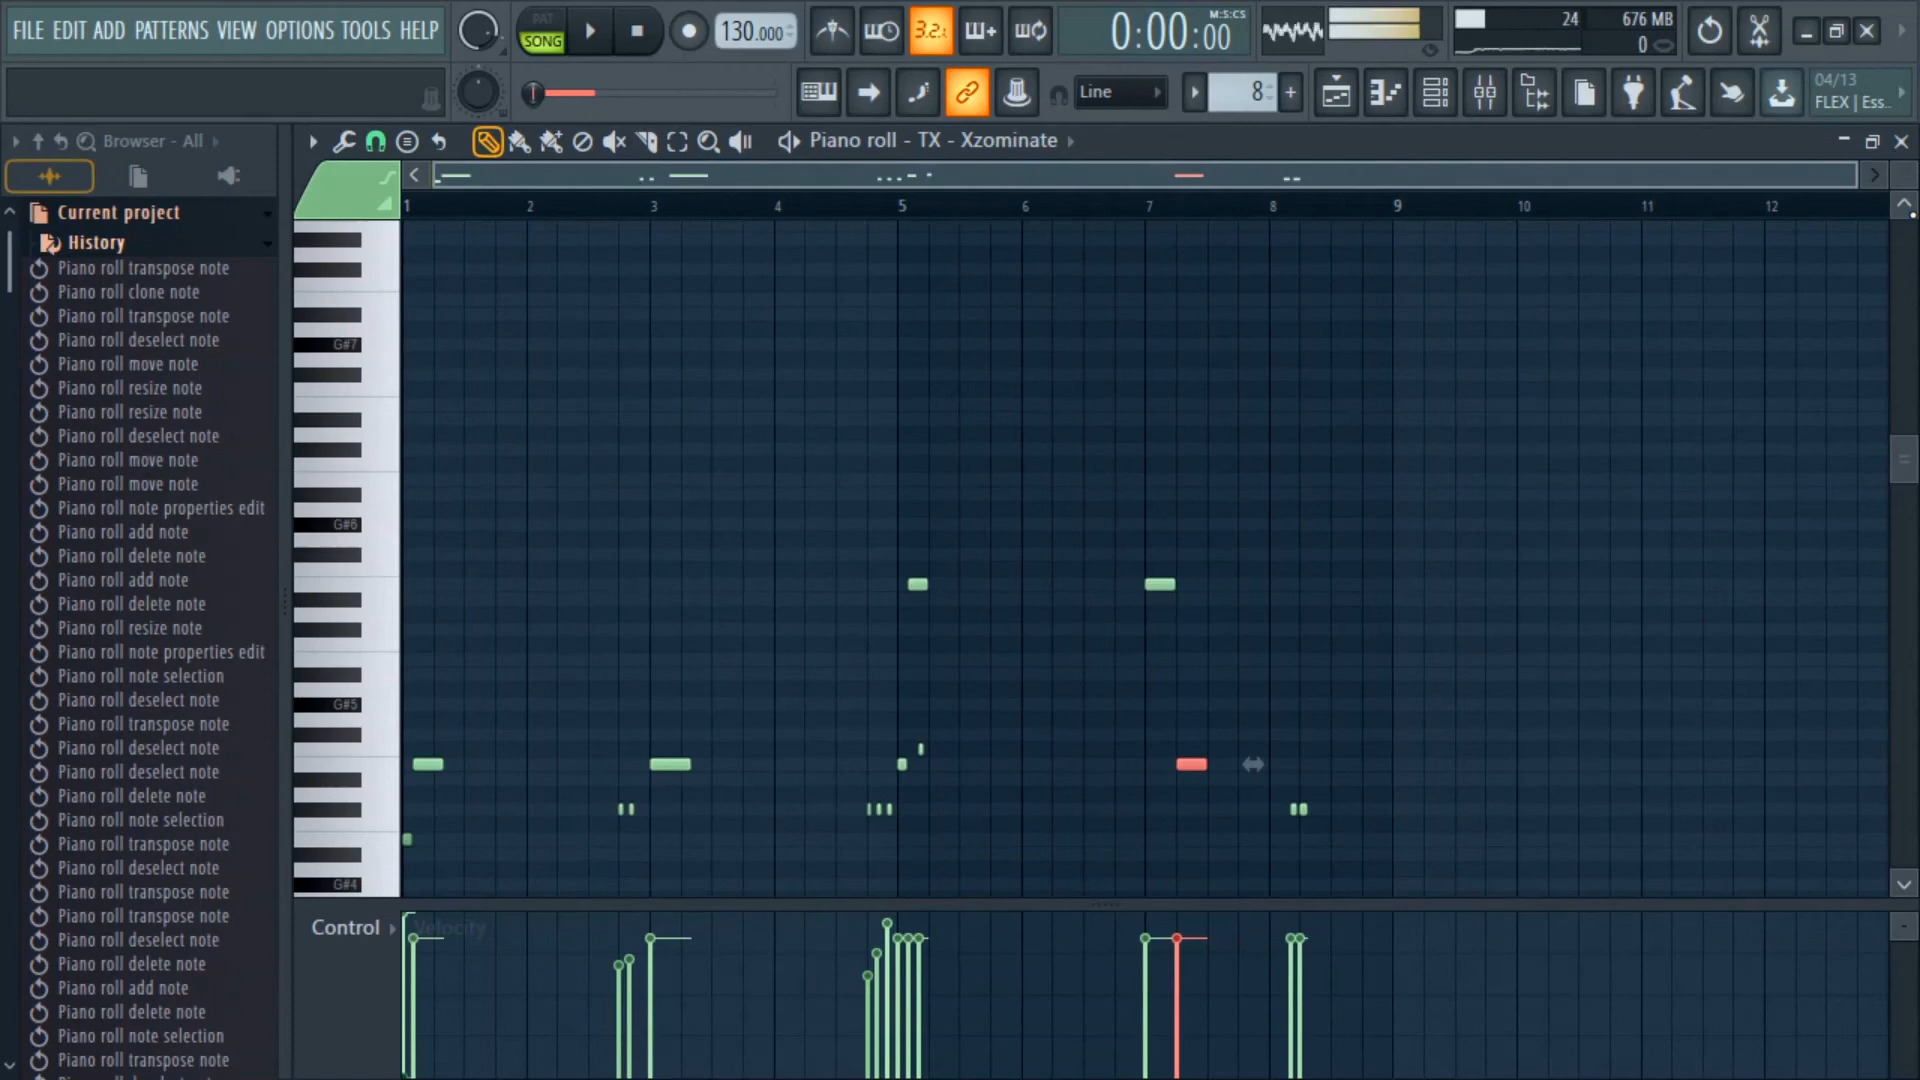 FILE EDIT ADD PATTERNS VIEW OPTIONS TOOLS HELP
PAT
SONG
130.000
3.2.
0:00:00
M:S:CS
24
676 MB
0
Line
8
04/13
FLEX | Ess..
Browser - All
Piano roll - TX - Xzominate
Current project
History
Piano roll transpose note
Piano roll clone note
Piano roll transpose note
Piano roll deselect note
Piano roll move note
Piano roll resize note
Piano roll resize note
Piano roll deselect note
Piano roll move note
Piano roll move note
Piano roll note properties edit
Piano roll add note
Piano roll delete note
Piano roll add note
Piano roll delete note
Piano roll resize note
Piano roll note properties edit
Piano roll note selection
Piano roll deselect note
Piano roll transpose note
Piano roll deselect note
Piano roll deselect note
Piano roll delete note
Piano roll note selection
Piano roll transpose note
Piano roll deselect note
Piano roll transpose note
Piano roll transpose note
Piano roll deselect note
Piano roll delete note
Piano roll add note
Piano roll delete note
Piano roll note selection
Piano roll transpose note
1 2 3 4 5 6 7 8 9 10 11 12
G#7
G#6
G#5
G#4
Control
Velocity